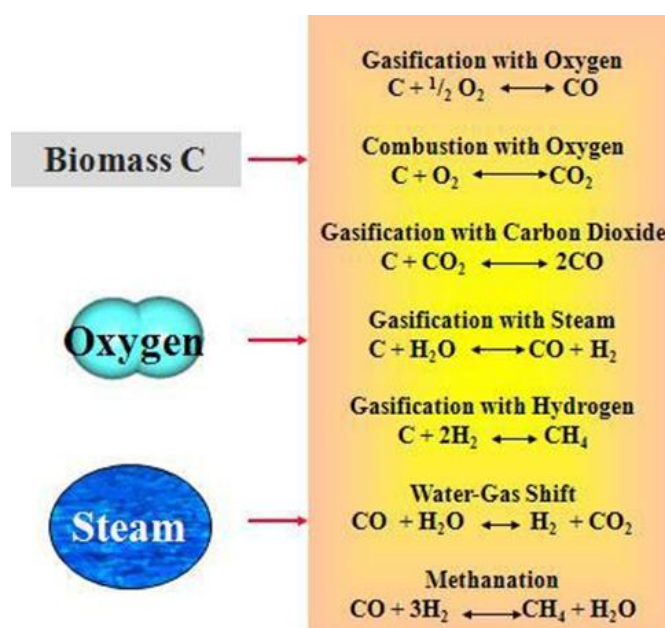 Gasification with Oxygen
C + 1/2 O2 ⟷ CO
Biomass C
Combustion with Oxygen
C + O2 ⟷ CO2
Gasification with Carbon Dioxide
C + CO2 ⟷ 2CO
Oxygen
Gasification with Steam
C + H2O ⟷ CO + H2
Gasification with Hydrogen
C + 2H2 ⟷ CH4
Steam
Water-Gas Shift
CO + H2O ⟷ H2 + CO2
Methanation
CO + 3H2 ⟷ CH4 + H2O